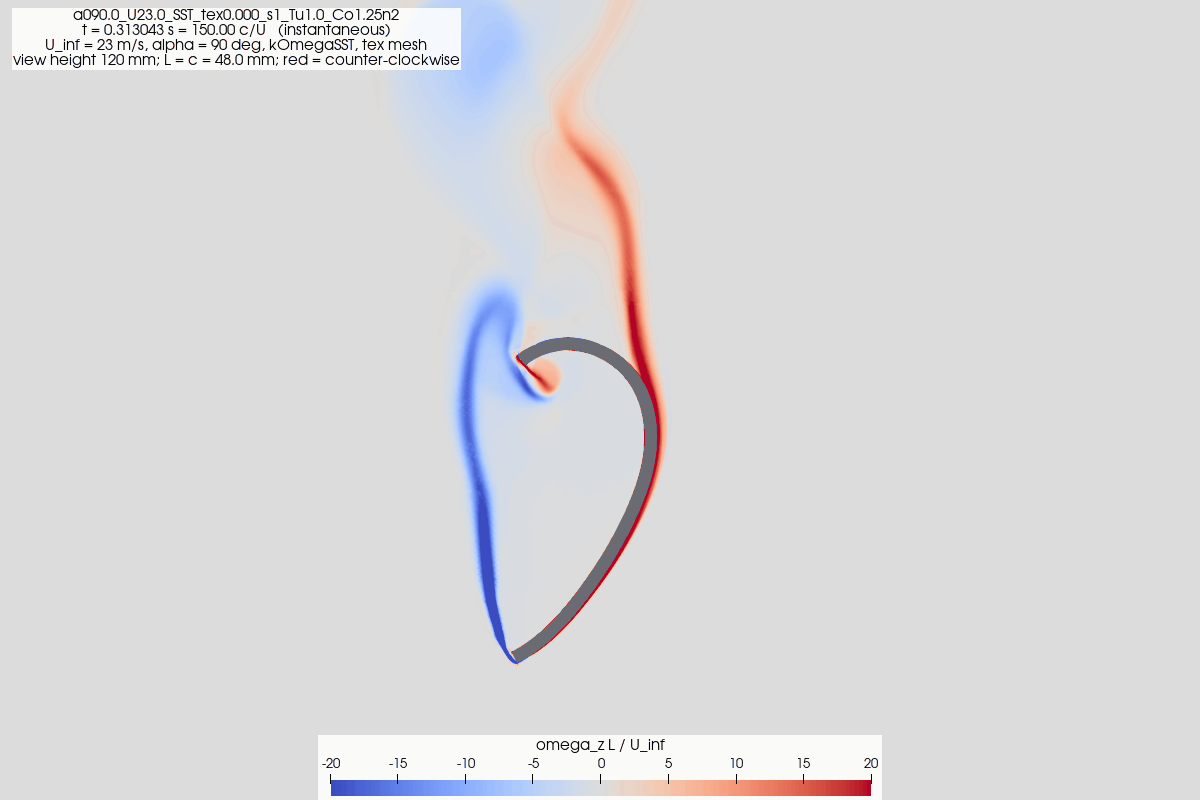 a090.0_U23.0_SST_tex0.000_s1_Tu1.0_Co1.25n2
t = 0.313043 s = 150.00 c/U (instantaneous)
U_inf = 23 m/s, alpha = 90 deg, kOmegaSST, tex mesh
view height 120 mm; L = c = 48.0 mm; red = counter-clockwise
omega_z L / U_inf
-20 -15 -10 -5 0 5 10 15 20